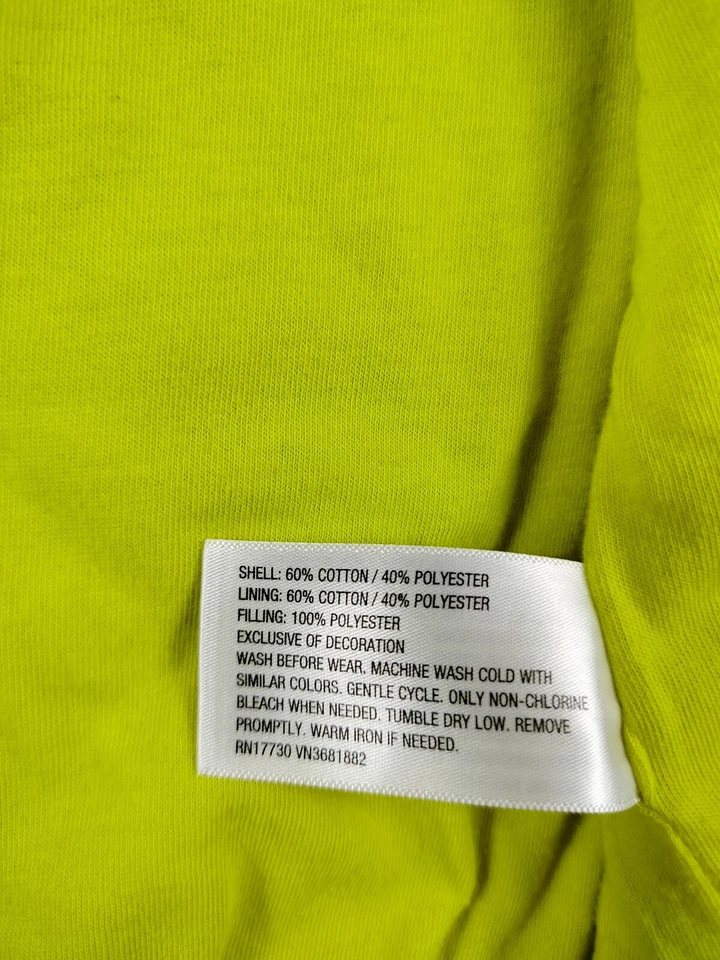 SHELL: 60% COTTON / 40% POLYESTER
LINING: 60% COTTON / 40% POLYESTER
FILLING: 100% POLYESTER
EXCLUSIVE OF DECORATION
WASH BEFORE WEAR. MACHINE WASH COLD WITH
SIMILAR COLORS. GENTLE CYCLE. ONLY NON-CHLORINE
BLEACH WHEN NEEDED. TUMBLE DRY LOW. REMOVE
PROMPTLY. WARM IRON IF NEEDED.
RN17730 VN3681882